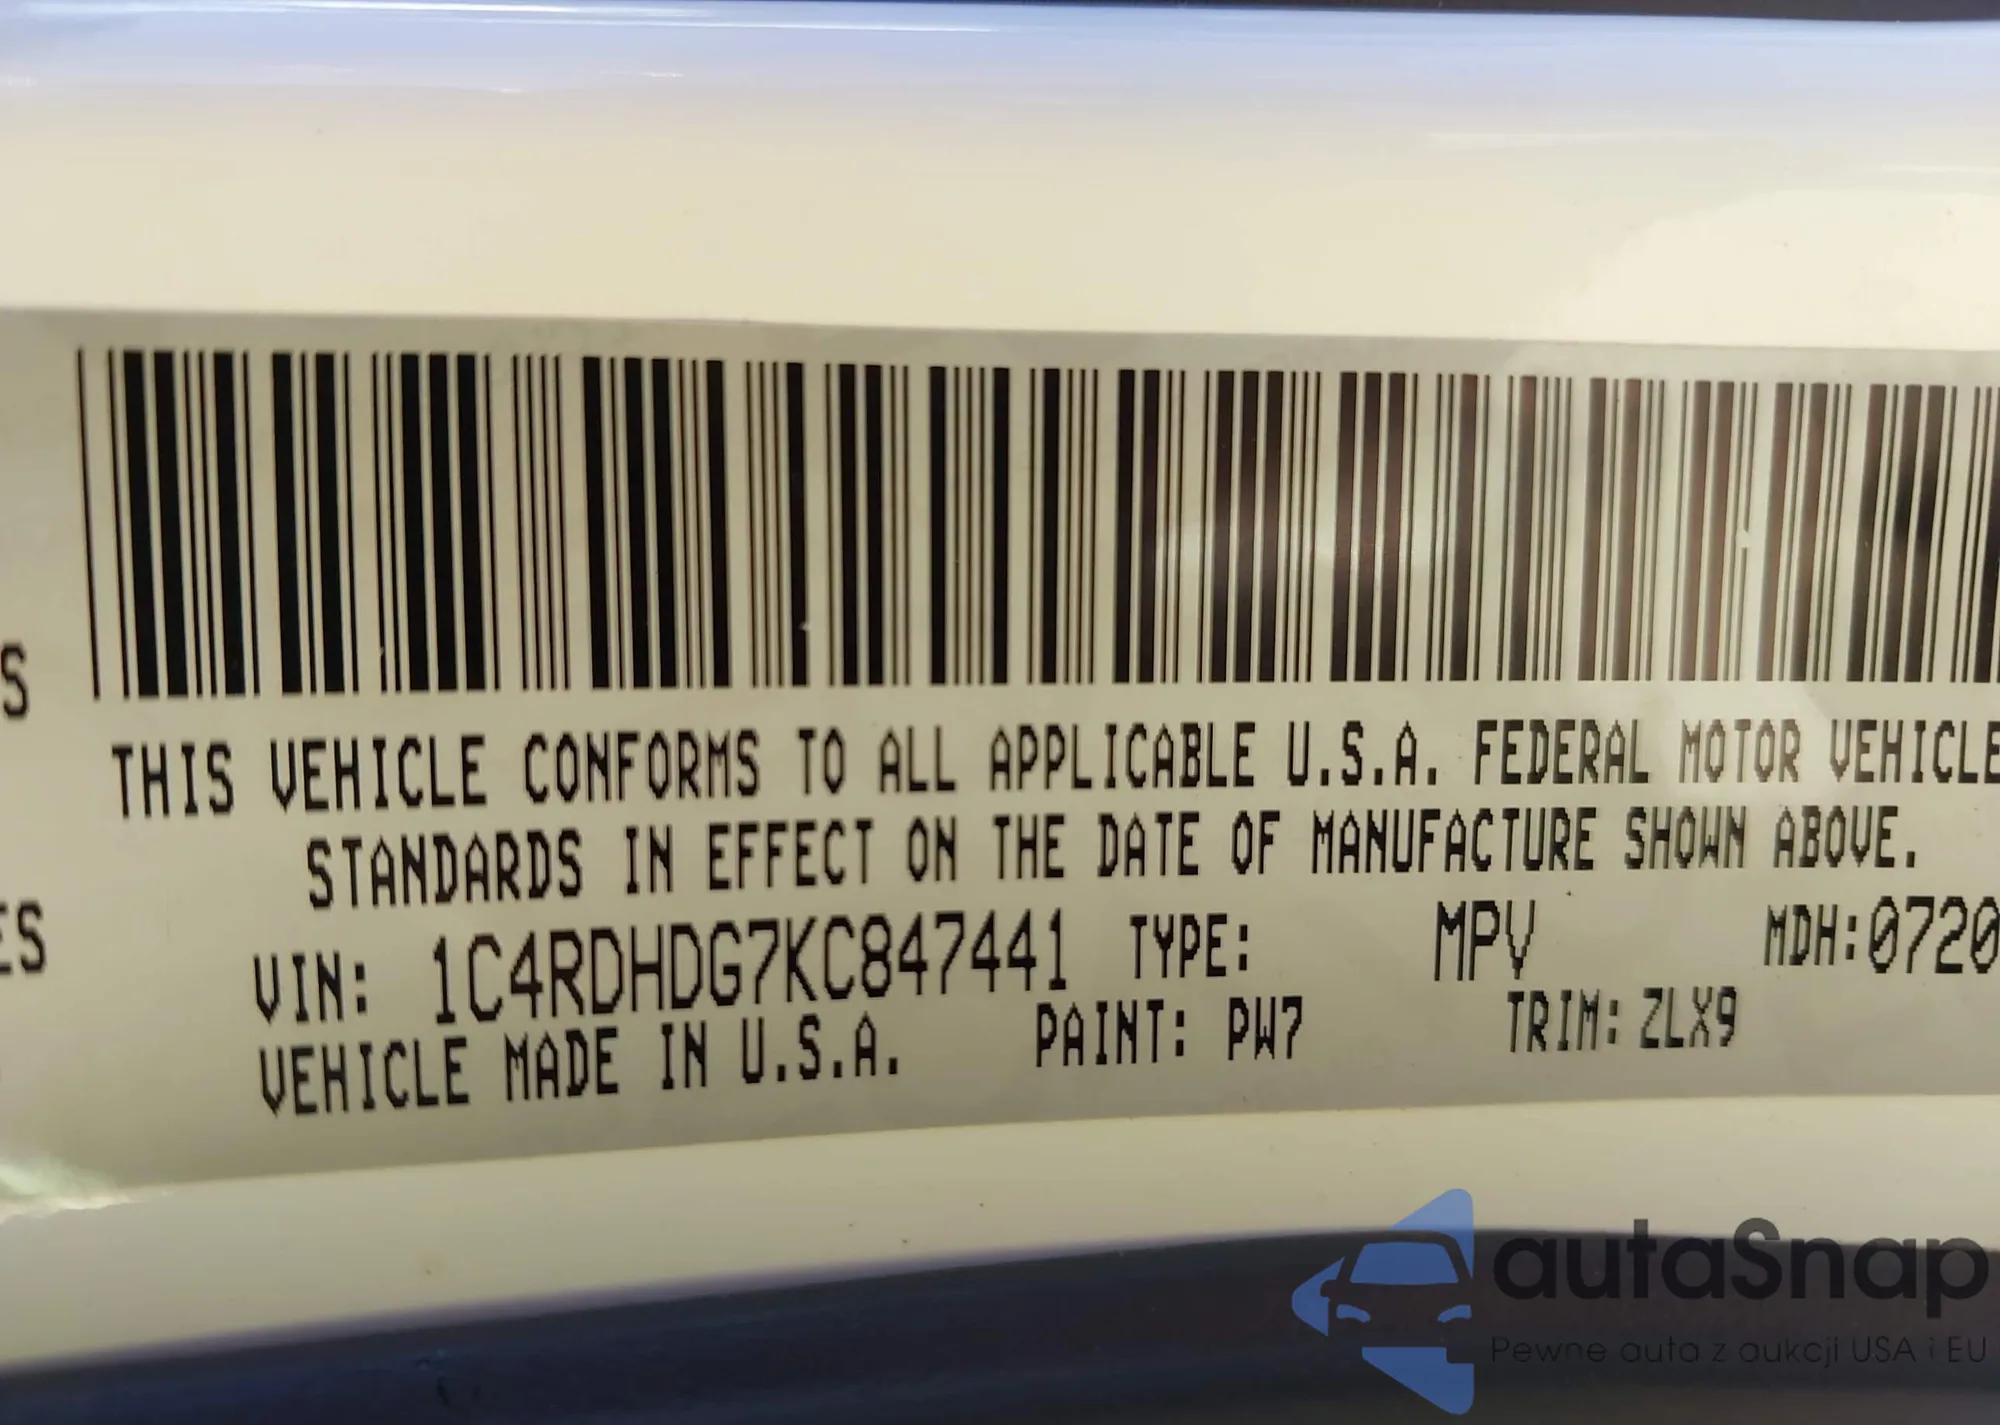 S
THIS VEHICLE CONFORMS TO ALL APPLICABLE U.S.A. FEDERAL MOTOR VEHICLE
STANDARDS IN EFFECT ON THE DATE OF MANUFACTURE SHOWN ABOVE.
ES
VIN: 1C4RDHDG7KC847441 TYPE: MPV MDH:0720
VEHICLE MADE IN U.S.A. PAINT: PW7 TRIM: ZLX9
autaSnap
Pewne auta z aukcji USA i EU